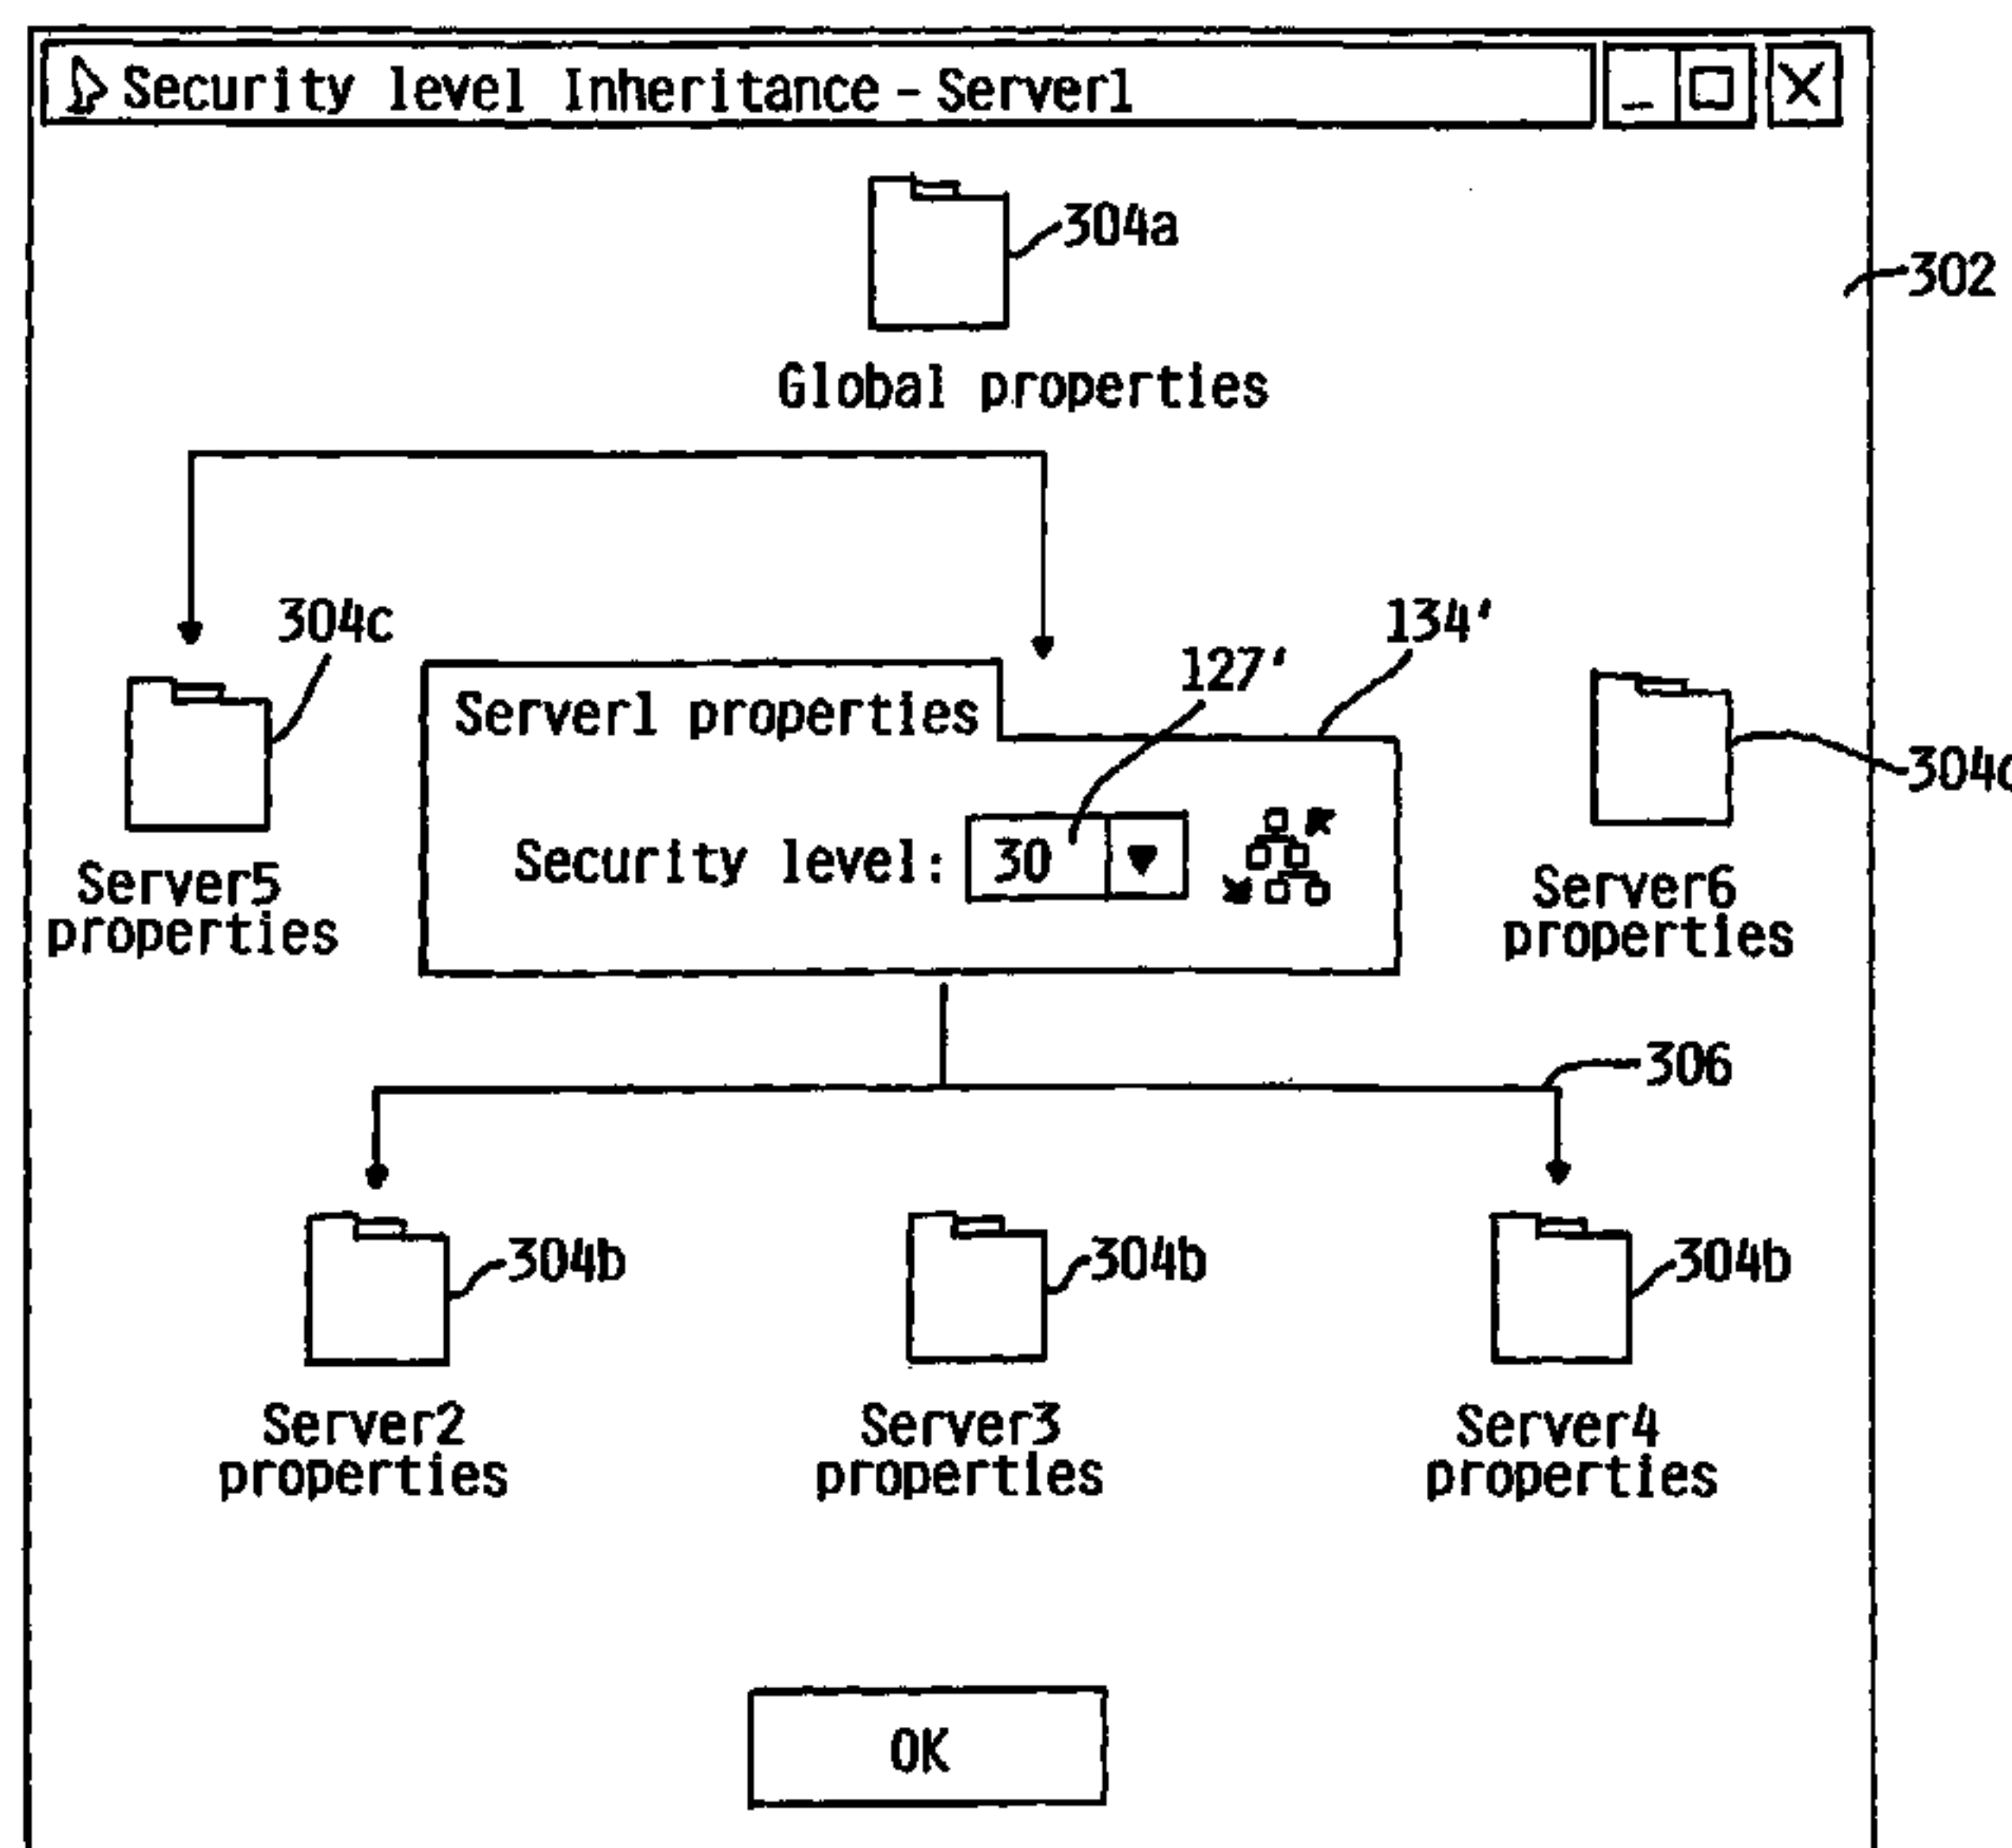 Security level Inheritance - Server1
304a
302
Global properties
304c
127'
134'
Server1 properties
304c
Security level: 30
Server5
properties
Server6
properties
306
304b
304b
304b
Server2
properties
Server3
properties
Server4
properties
OK